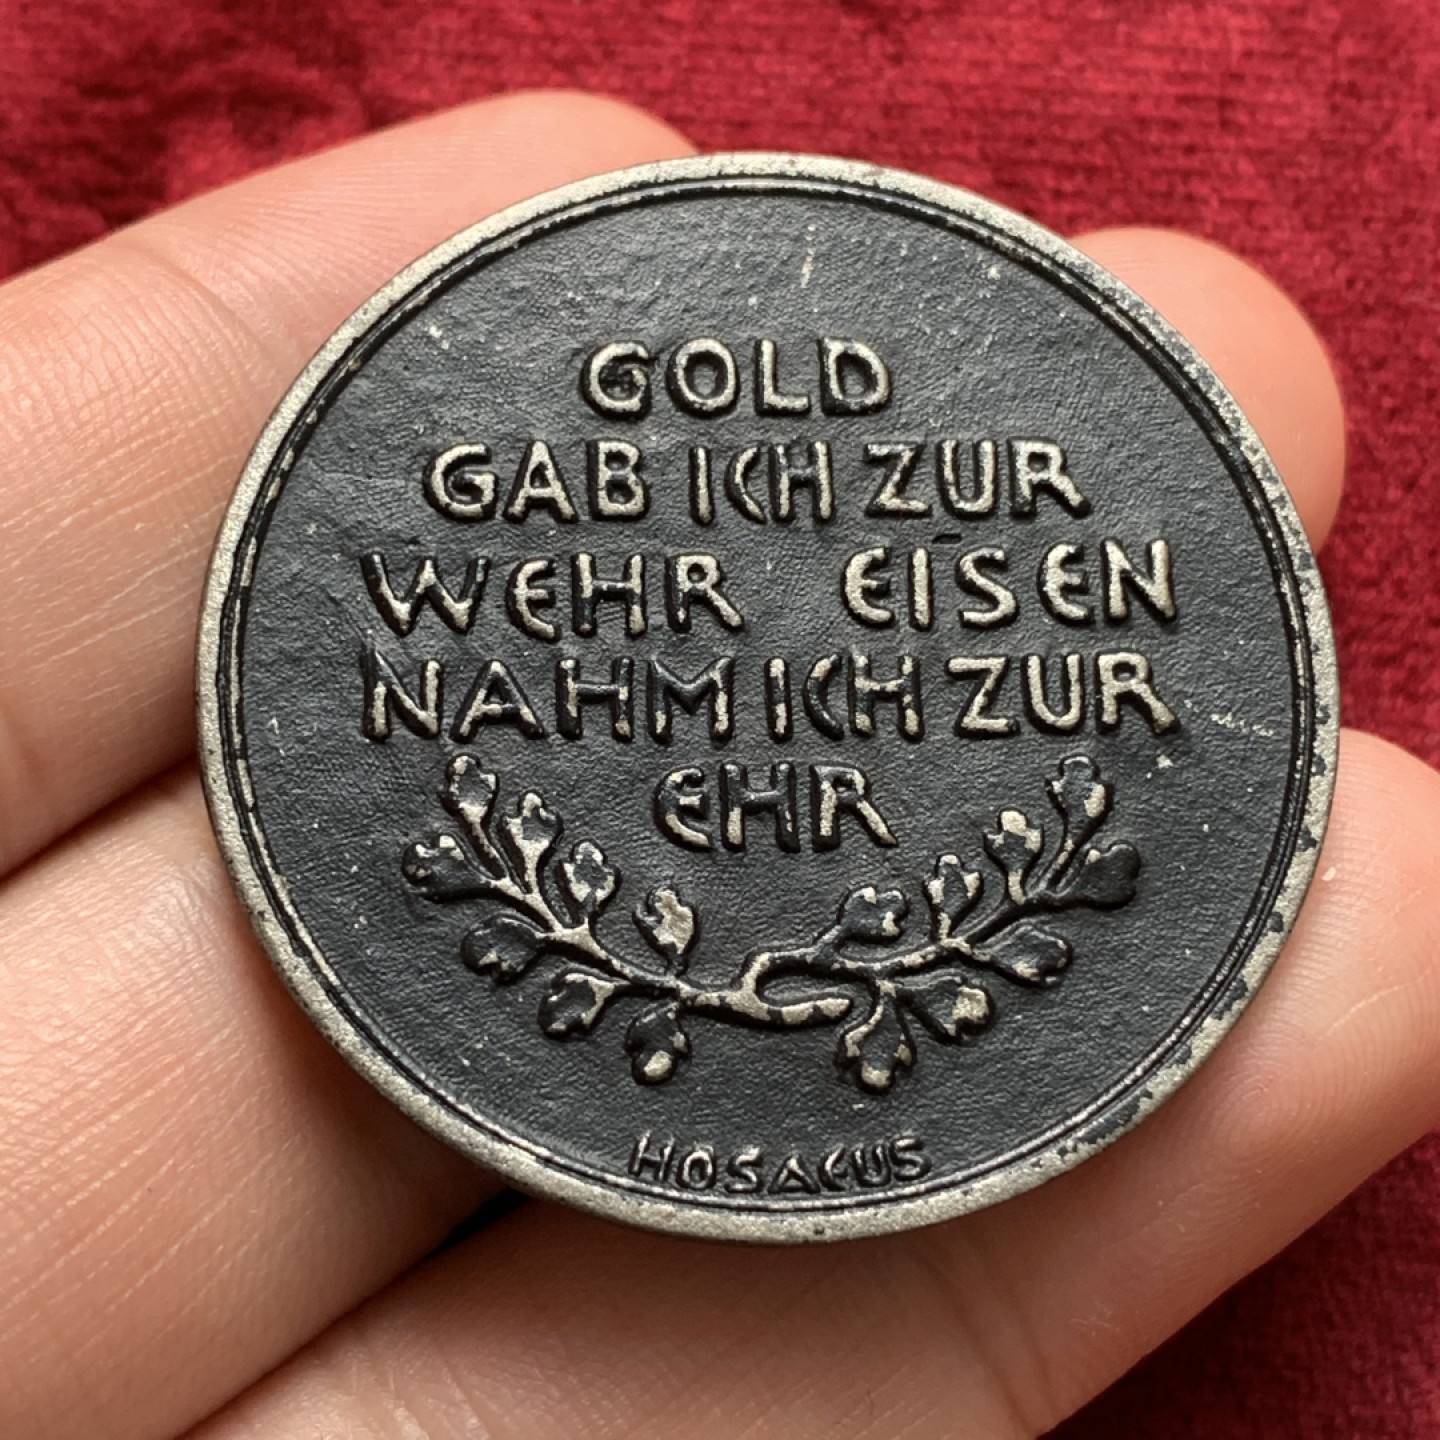 GOLD
GAB ICH ZUR
WEHR EISEN
NAHM ICH ZUR
EHR
HOSAEUS